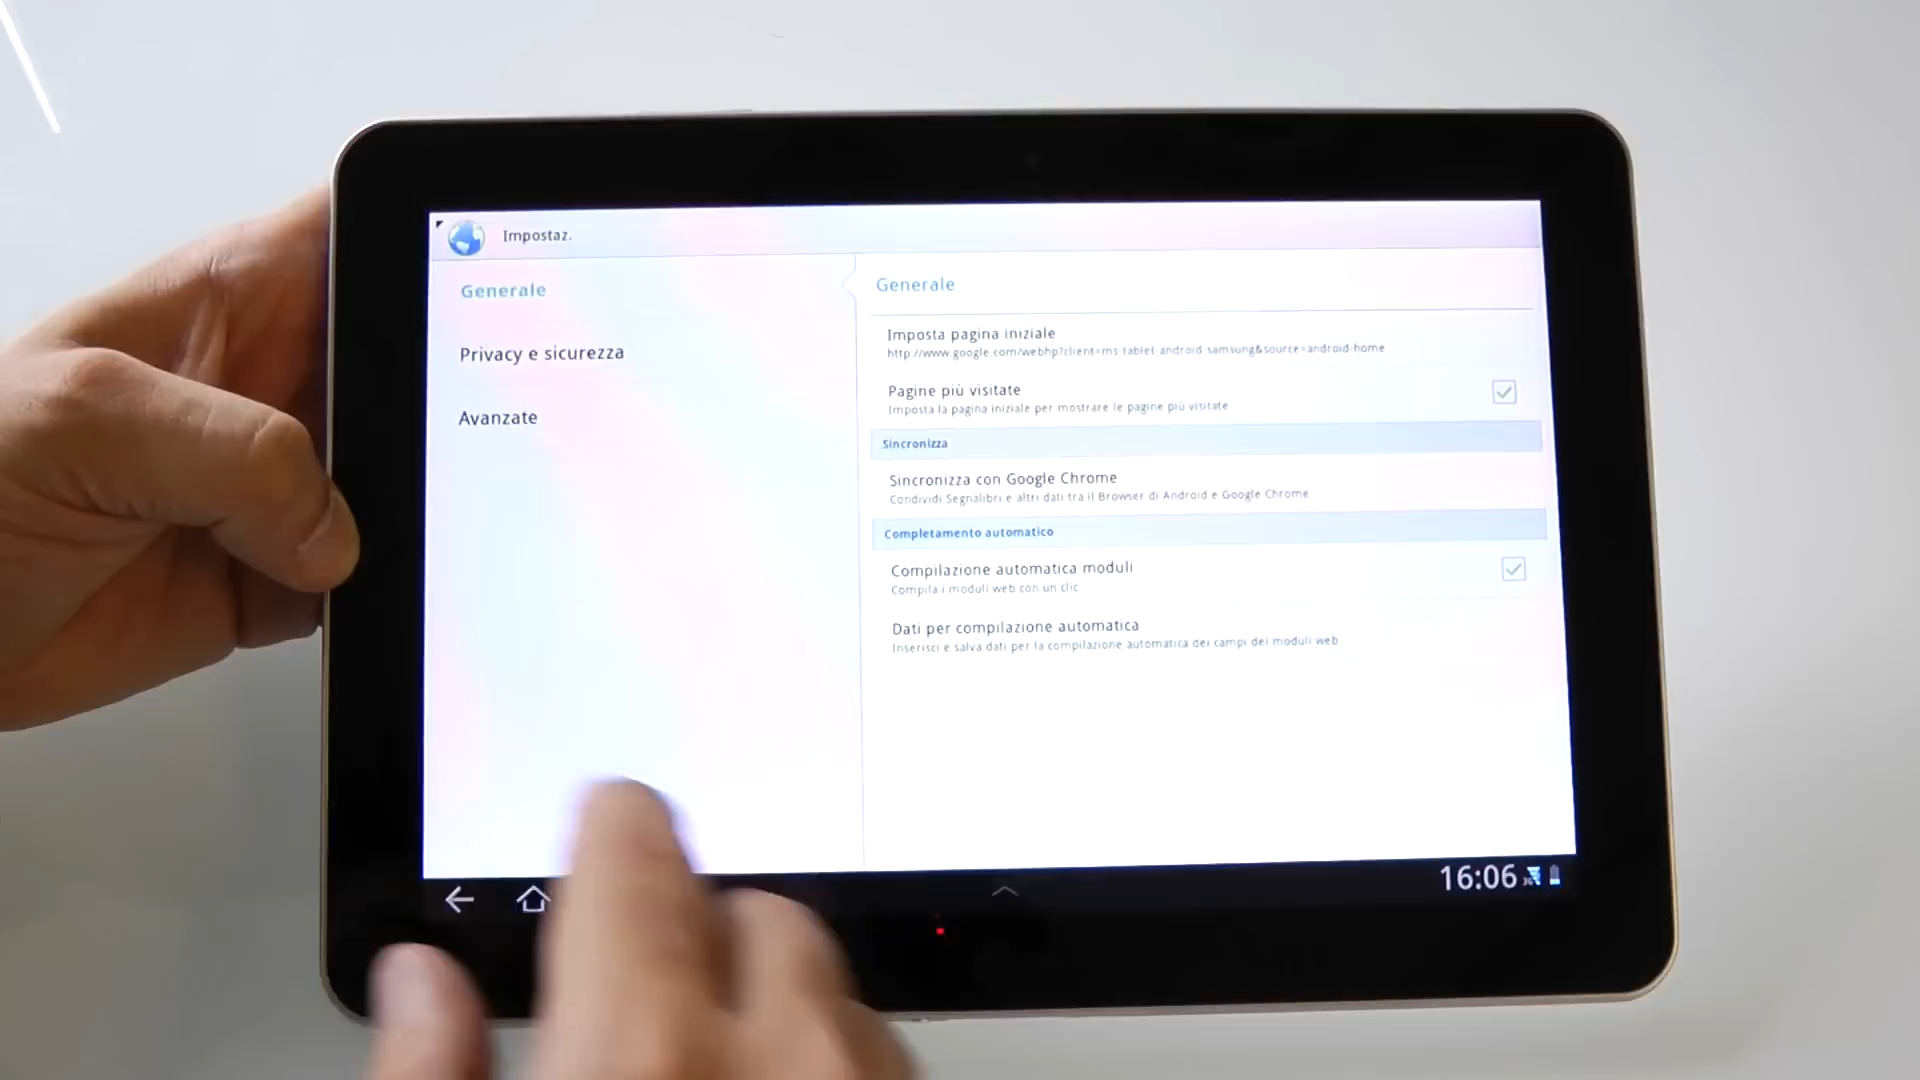 Impostaz.
Generale
Privacy e sicurezza
Avanzate
Generale
Imposta pagina iniziale
http://www.google.com/webhp?client=ms-tablet-android-samsung&source=android-home
Pagine più visitate
Imposta la pagina iniziale per mostrare le pagine più visitate
Sincronizza
Sincronizza con Google Chrome
Condividi Segnalibri e altri dati tra il Browser di Android e Google Chrome
Completamento automatico
Compilazione automatica moduli
Compila i moduli web con un clic
Dati per compilazione automatica
Inserisci e salva dati per la compilazione automatica dei campi dei moduli web
16:06
3G